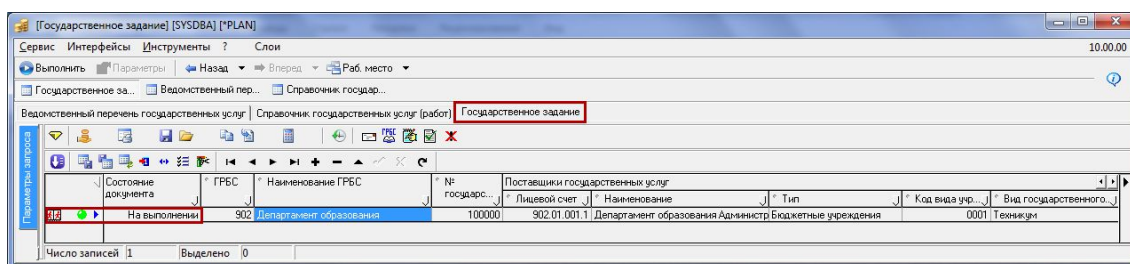 [Государственное задание] [SYSDBA] [*PLAN]
Сервис Интерфейсы Инструменты ? Слои 10.00.00
Выполнить Параметры Назад Вперед Раб. место
Государственное за... Ведомственный пер... Справочник государ...
Ведомственный перечень государственных услуг Справочник государственных услуг (работ) Государственное задание
Параметры запроса
ГРБС
Состояние документа ГРБС Наименование ГРБС № государс... Поставщики государственных услуг
Лицевой счет Наименование Тип Код вида учр... Вид государственного...
На выполнении 902 Департамент образования 100000 902.01.001.1 Департамент образования Администр Бюджетные учреждения 0001 Техникум
Число записей 1 Выделено 0